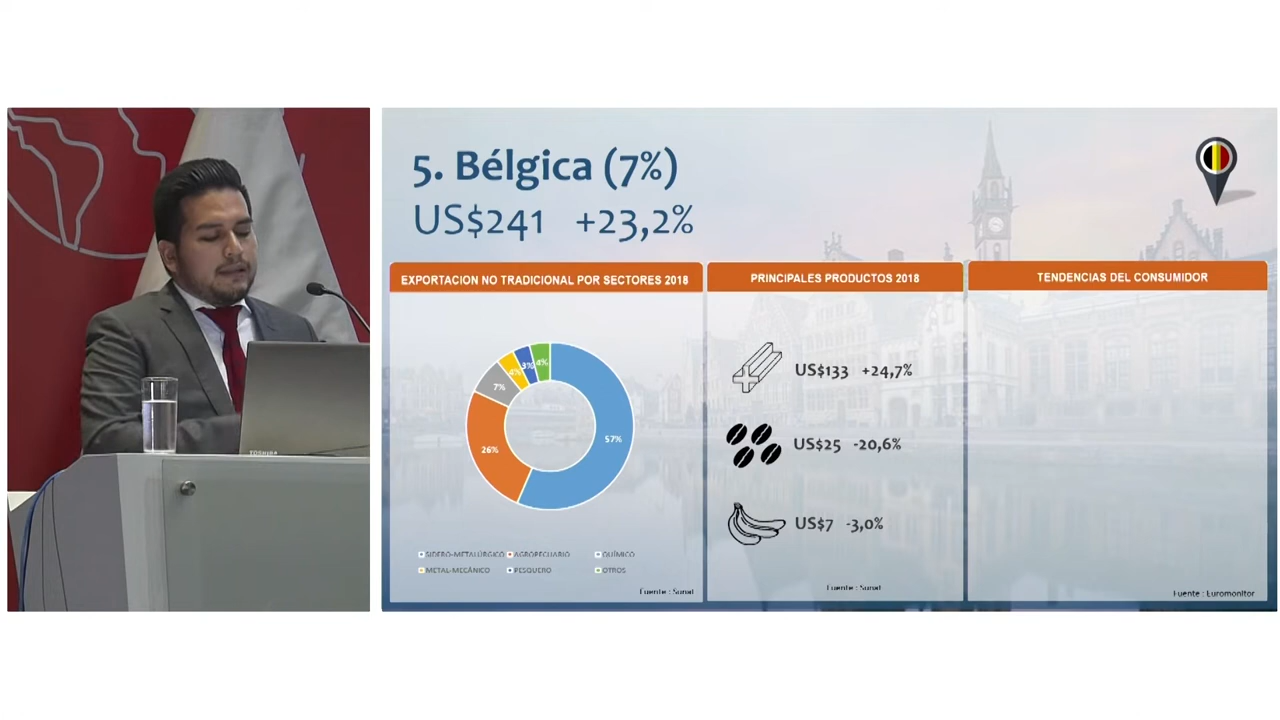 5. Bélgica (7%)
US$241 +23,2%
EXPORTACION NO TRADICIONAL POR SECTORES 2018
4%
3%
4%
7%
57%
26%
SIDERO-METALÚRGICO AGROPECUARIO QUÍMICO
METAL-MECÁNICO PESQUERO OTROS
Fuente : Sunat
PRINCIPALES PRODUCTOS 2018
US$133 +24,7%
US$25 -20,6%
US$7 -3,0%
Fuente : Sunat
TENDENCIAS DEL CONSUMIDOR
Fuente : Euromonitor
TOSHIBA